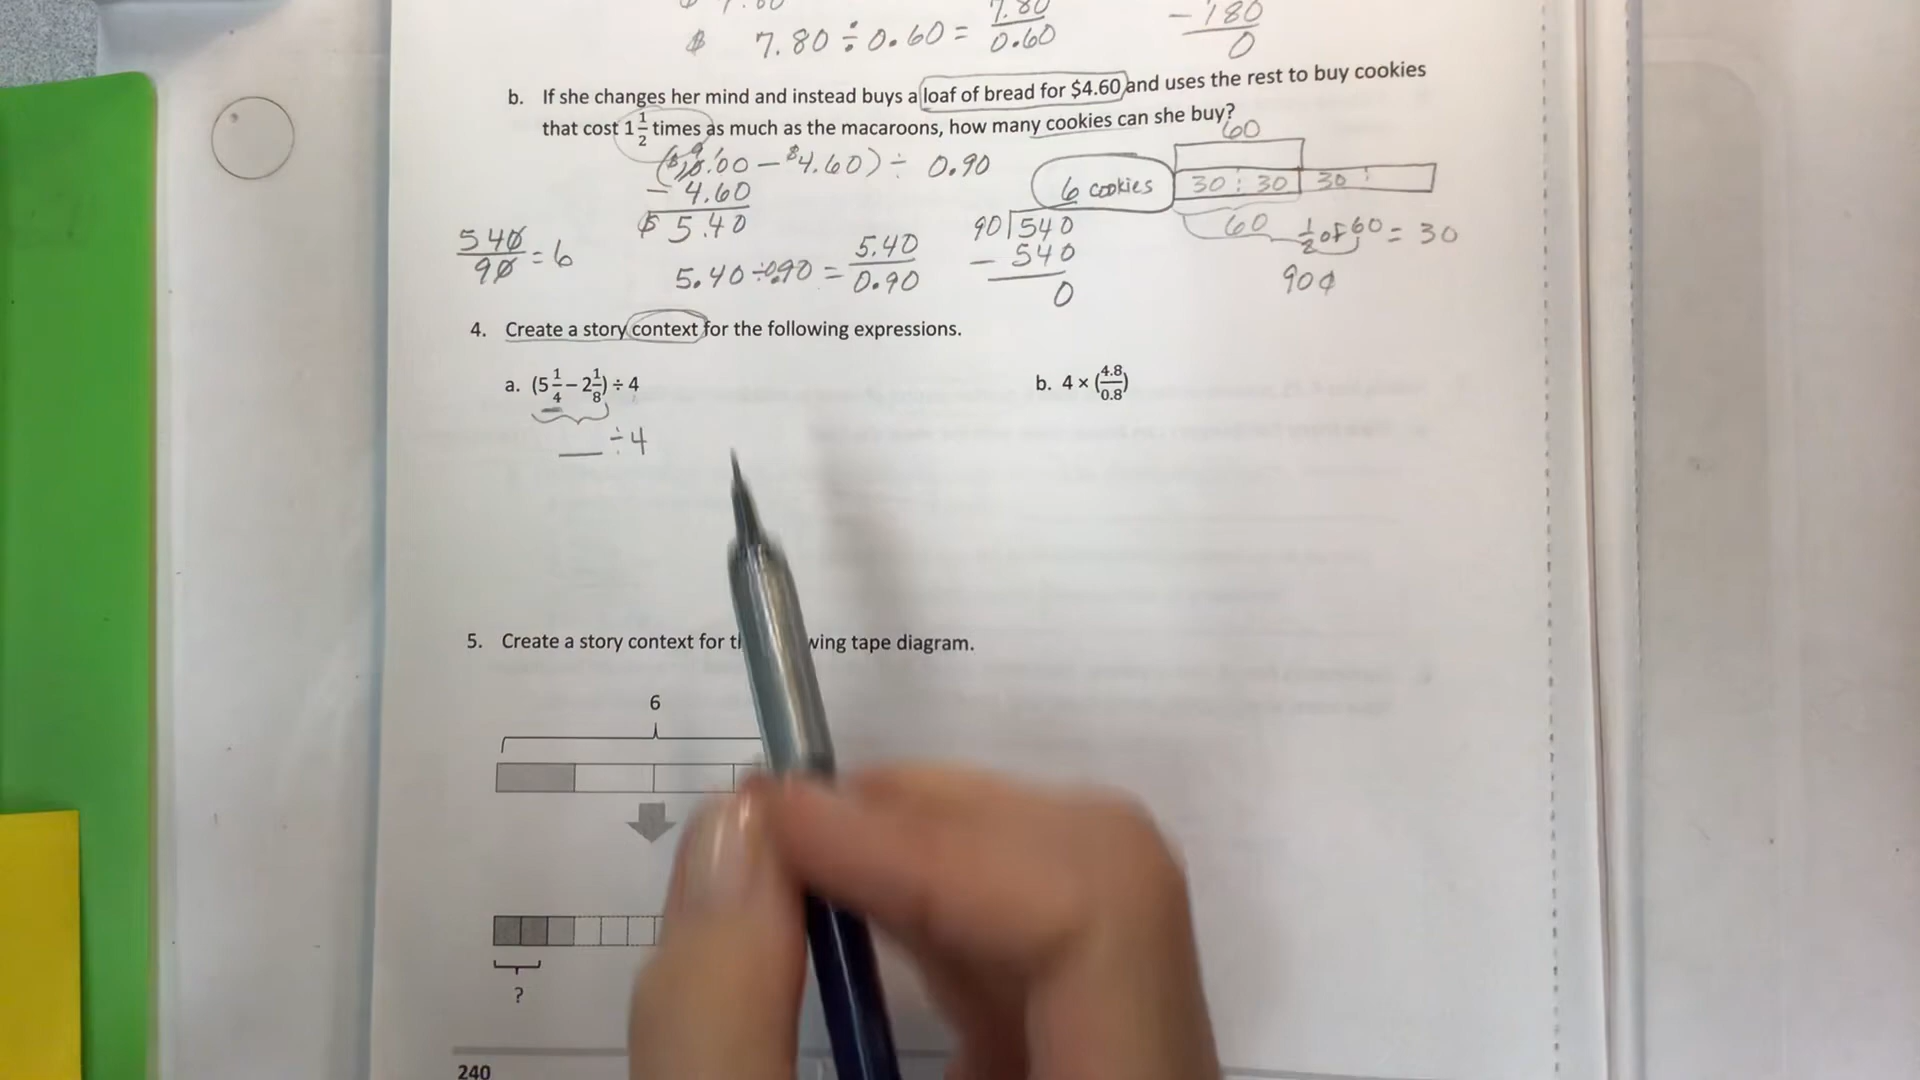 7.80 ÷ 0.60 = 7.80/0.60
- 180
0
b. If she changes her mind and instead buys a loaf of bread for $4.60 and uses the rest to buy cookies
that cost 1 1/2 times as much as the macaroons, how many cookies can she buy?
60
($10.00 - $4.60) ÷ 0.90
6 cookies
30 30 30
- 4.60
$ 5.40
90)540
60 1/2 of 60 = 30
540/90 = 6
5.40 ÷ 0.90 = 5.40/0.90
- 540
0
90¢
4. Create a story context for the following expressions.
a. (5 1/4 - 2 1/8) ÷ 4
b. 4 × (4.8/0.8)
__ ÷ 4
5. Create a story context for wing tape diagram.
6
?
240